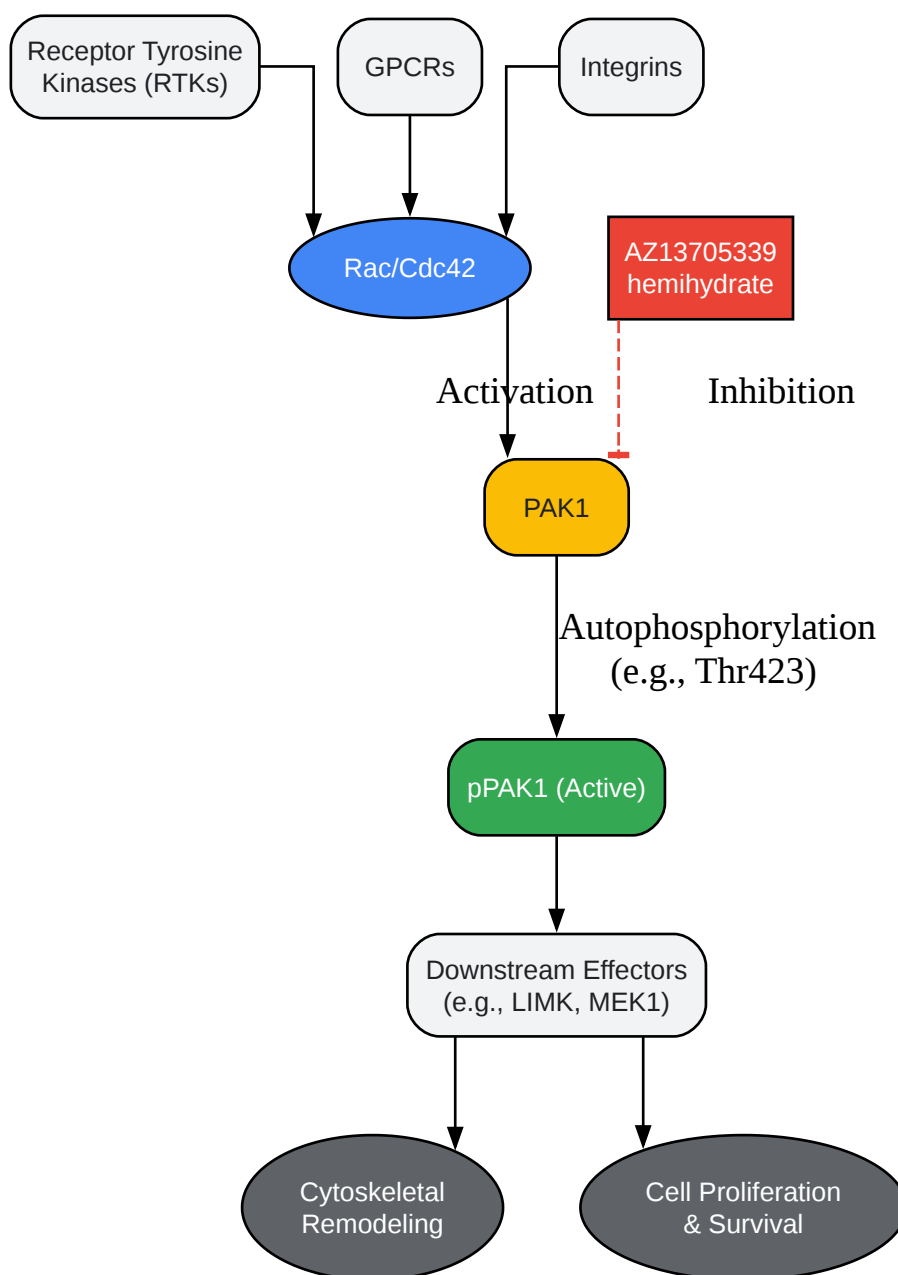 Receptor Tyrosine
Kinases (RTKs)
GPCRs
Integrins
Rac/Cdc42
AZ13705339
hemihydrate
Activation
Inhibition
PAK1
Autophosphorylation
(e.g., Thr423)
pPAK1 (Active)
Downstream Effectors
(e.g., LIMK, MEK1)
Cytoskeletal
Remodeling
Cell Proliferation
& Survival